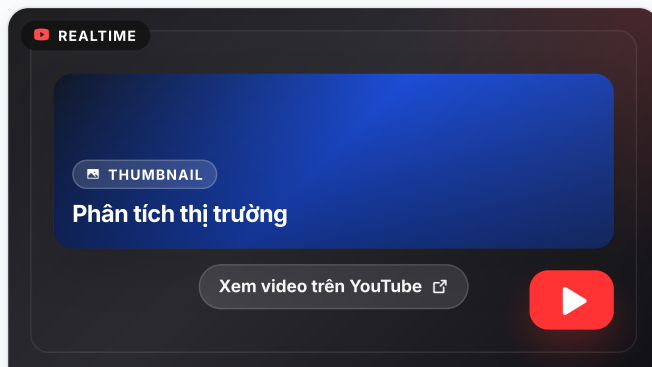 REALTIME
THUMBNAIL
Phân tích thị trường
Xem video trên YouTube